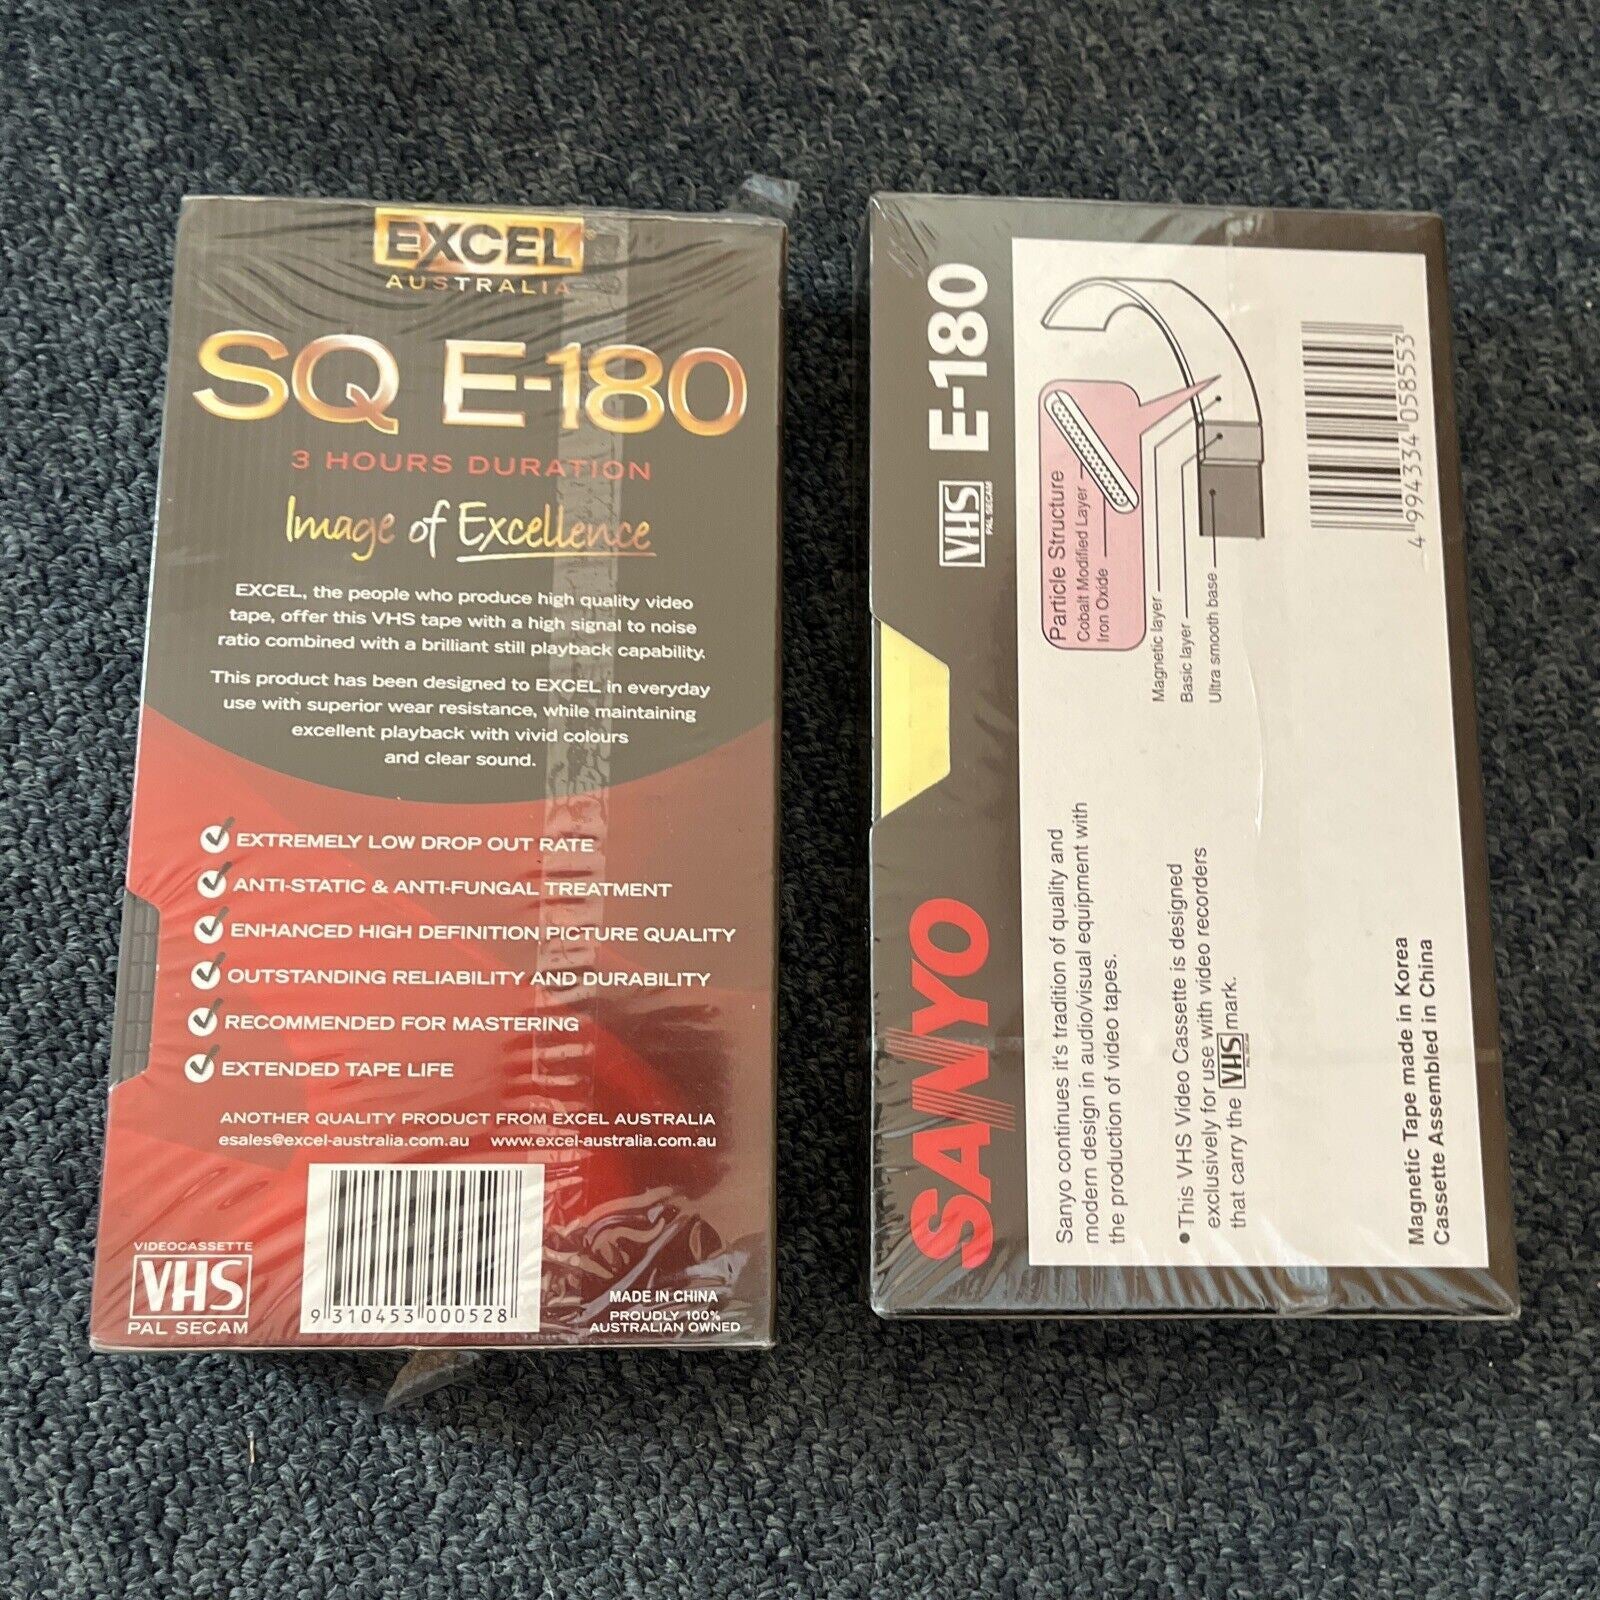 EXCEL
AUSTRALIA
SQ E-180
3 HOURS DURATION
Image of Excellence
EXCEL, the people who produce high quality video
tape, offer this VHS tape with a high signal to noise
ratio combined with a brilliant still playback capability.
This product has been designed to EXCEL in everyday
use with superior wear resistance, while maintaining
excellent playback with vivid colours
and clear sound.
EXTREMELY LOW DROP OUT RATE
ANTI-STATIC & ANTI-FUNGAL TREATMENT
ENHANCED HIGH DEFINITION PICTURE QUALITY
OUTSTANDING RELIABILITY AND DURABILITY
RECOMMENDED FOR MASTERING
EXTENDED TAPE LIFE
ANOTHER QUALITY PRODUCT FROM EXCEL AUSTRALIA
esales@excel-australia.com.au www.excel-australia.com.au
VIDEOCASSETTE
VHS
PAL SECAM
9 310453 000528
MADE IN CHINA
PROUDLY 100%
AUSTRALIAN OWNED
SANYO
VHS
PAL SECAM
E-180
Particle Structure
Cobalt Modified Layer
Iron Oxide
Magnetic layer
Basic layer
Ultra smooth base
Sanyo continues it's tradition of quality and
modern design in audio/visual equipment with
the production of video tapes.
• This VHS Video Cassette is designed
exclusively for use with video recorders
that carry the VHS mark.
PAL SECAM
Magnetic Tape made in Korea
Cassette Assembled in China
4 994334 058553